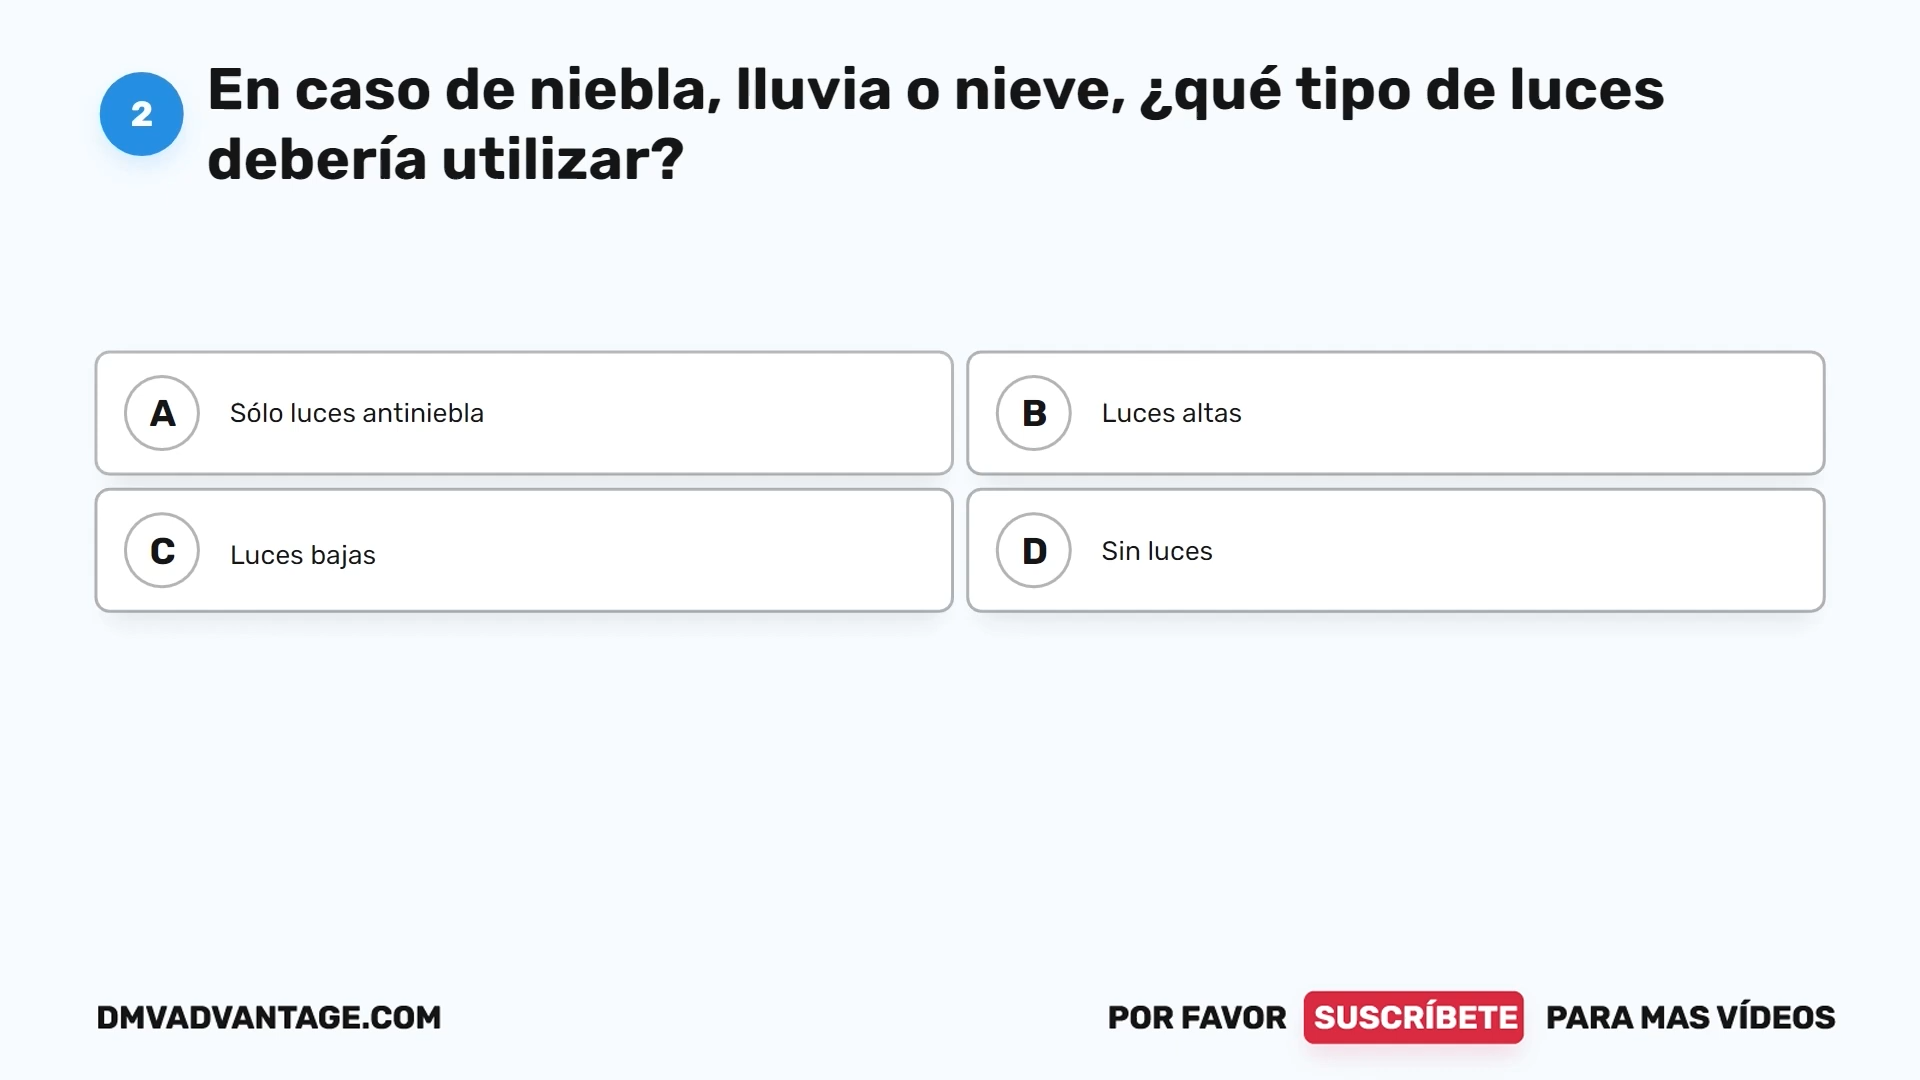 2
En caso de niebla, lluvia o nieve, ¿qué tipo de luces
debería utilizar?
A Sólo luces antiniebla
B Luces altas
C Luces bajas
D Sin luces
DMVADVANTAGE.COM
POR FAVOR SUSCRÍBETE PARA MAS VÍDEOS